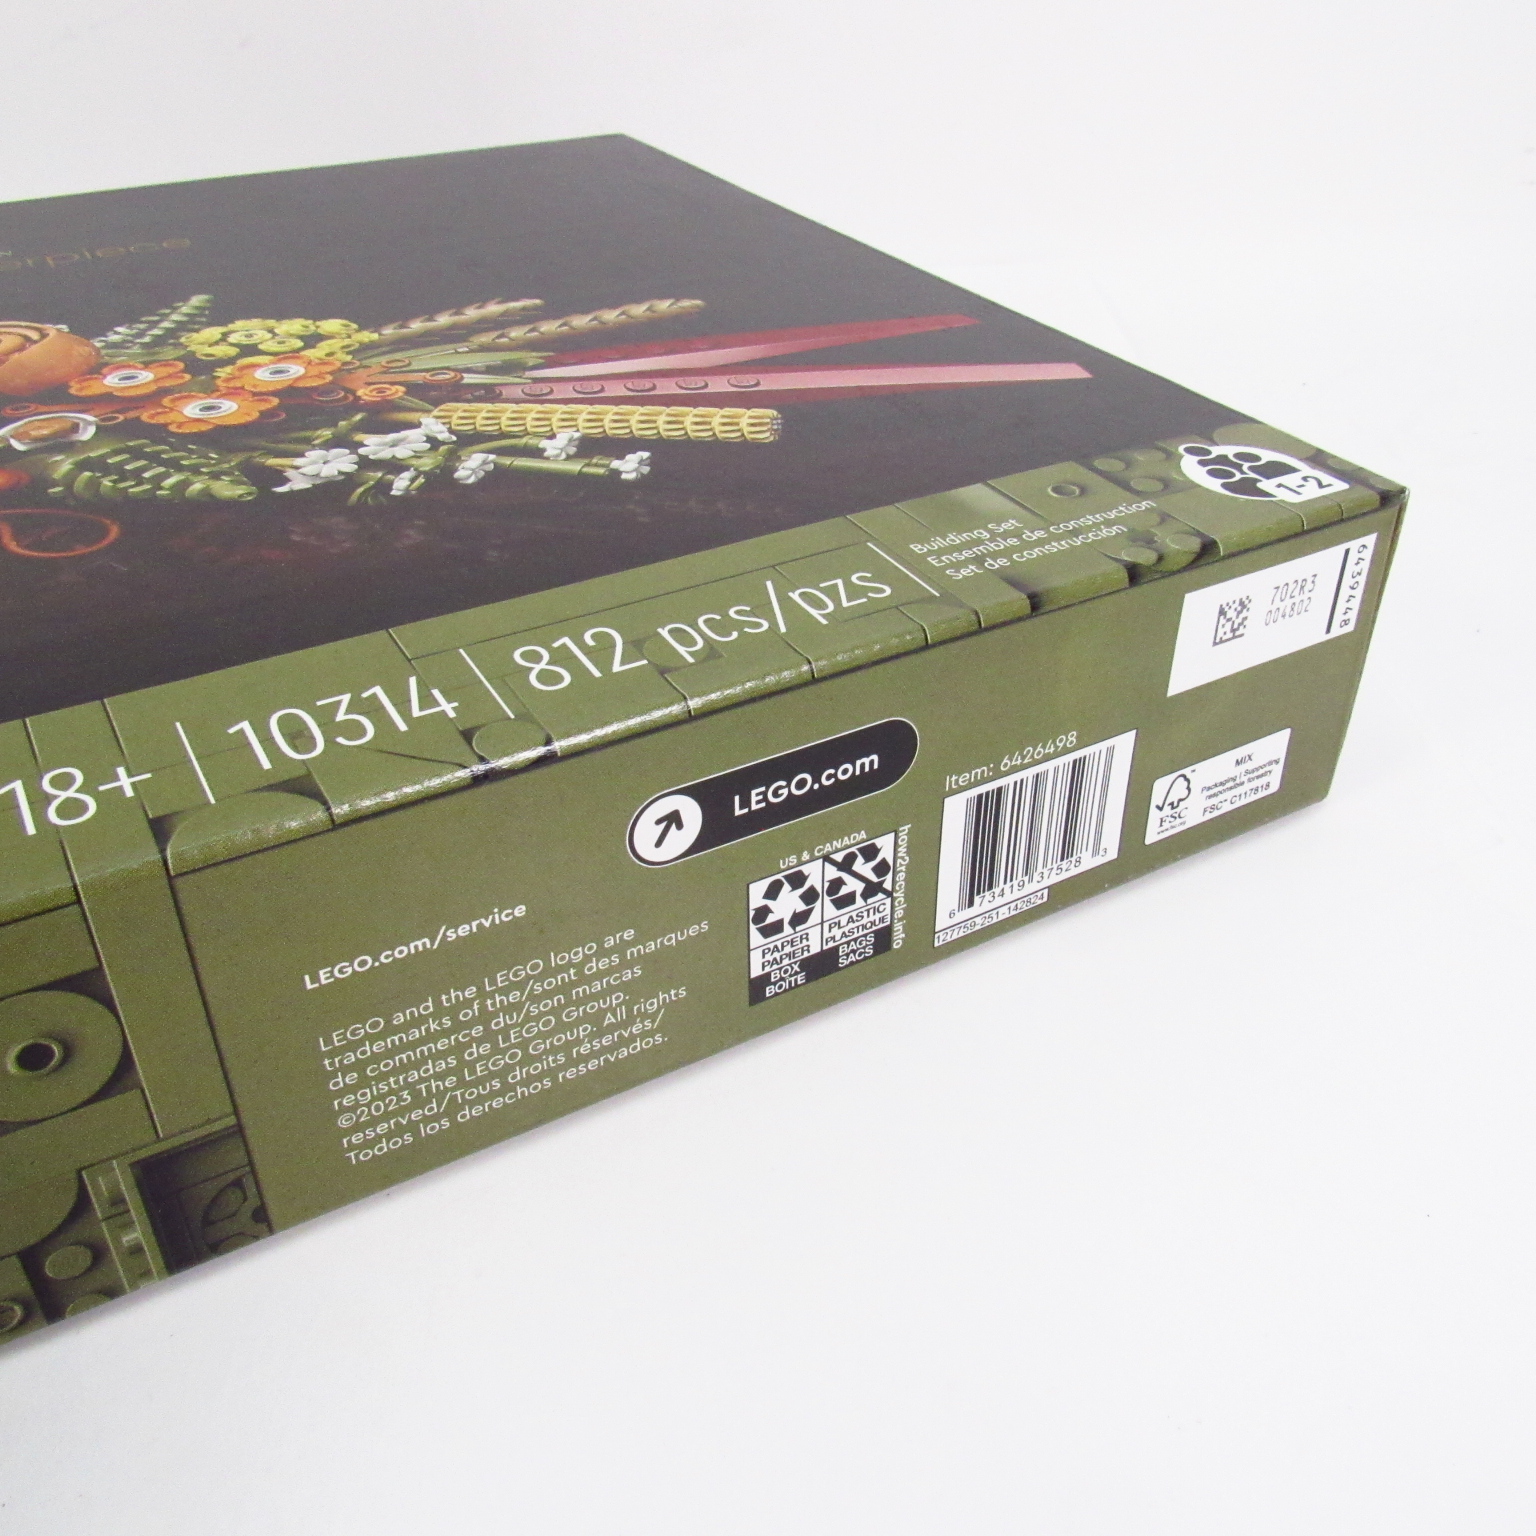 18+ | 10314 | 812 pcs/pzs
Building Set
Ensemble de construction
Set de construcción
1-2
6439448
702R3
004802
LEGO.com
Item: 6426498
6 73419 37528 3
127759-251-142824
MIX
Packaging | Supporting
responsible forestry
FSC™ C117818
FSC
US & CANADA
how2recycle.info
PAPER
PAPIER
BOX
BOÎTE
PLASTIC
PLASTIQUE
BAGS
SACS
LEGO.com/service
LEGO and the LEGO logo are
trademarks of the/sont des marques
de commerce du/son marcas
registradas de LEGO Group.
©2023 The LEGO Group. All rights
reserved/Tous droits réservés/
Todos los derechos reservados.